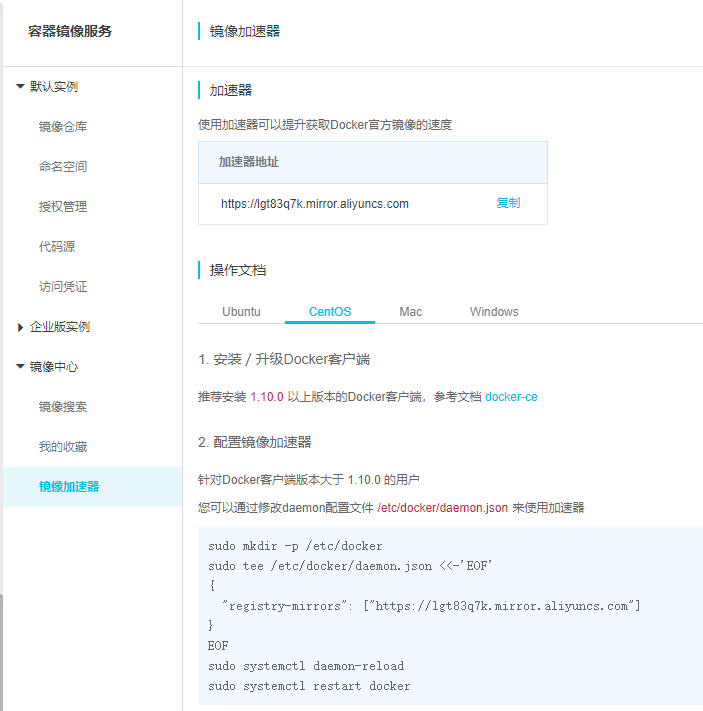 容器镜像服务
默认实例
镜像仓库
命名空间
授权管理
代码源
访问凭证
企业版实例
镜像中心
镜像搜索
我的收藏
镜像加速器
镜像加速器
加速器
使用加速器可以提升获取Docker官方镜像的速度
加速器地址
https://lgt83q7k.mirror.aliyuncs.com 复制
操作文档
Ubuntu CentOS Mac Windows
1. 安装 / 升级Docker客户端
推荐安装 1.10.0 以上版本的Docker客户端，参考文档 docker-ce
2. 配置镜像加速器
针对Docker客户端版本大于 1.10.0 的用户
您可以通过修改daemon配置文件 /etc/docker/daemon.json 来使用加速器
sudo mkdir -p /etc/docker
sudo tee /etc/docker/daemon.json <<-'EOF'
{
"registry-mirrors": ["https://lgt83q7k.mirror.aliyuncs.com"]
}
EOF
sudo systemctl daemon-reload
sudo systemctl restart docker